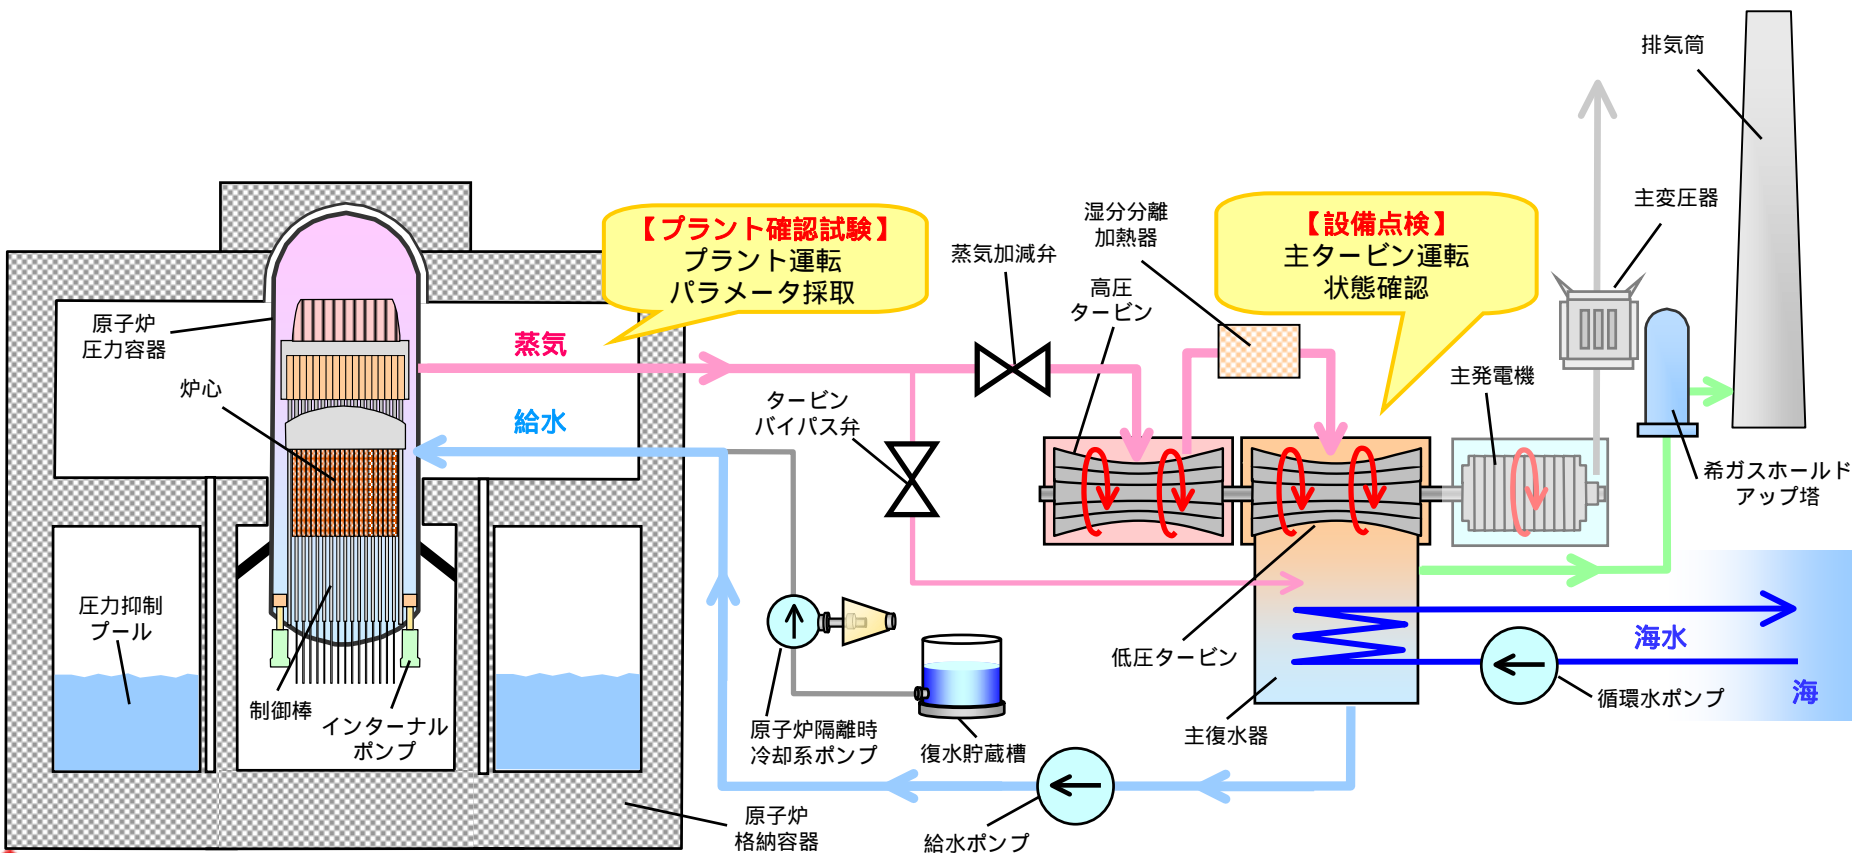 排気筒
主変圧器
【プラント確認試験】
プラント運転
パラメータ採取
湿分分離
加熱器
【設備点検】
主タービン運転
状態確認
蒸気加減弁
高圧
タービン
原子炉
圧力容器
蒸気
炉心
タービン
バイパス弁
主発電機
給水
希ガスホールド
アップ塔
圧力抑制
プール
海水
低圧タービン
海
循環水ポンプ
制御棒
インターナル
ポンプ
原子炉隔離時
冷却系ポンプ
復水貯蔵槽
主復水器
原子炉
格納容器
給水ポンプ